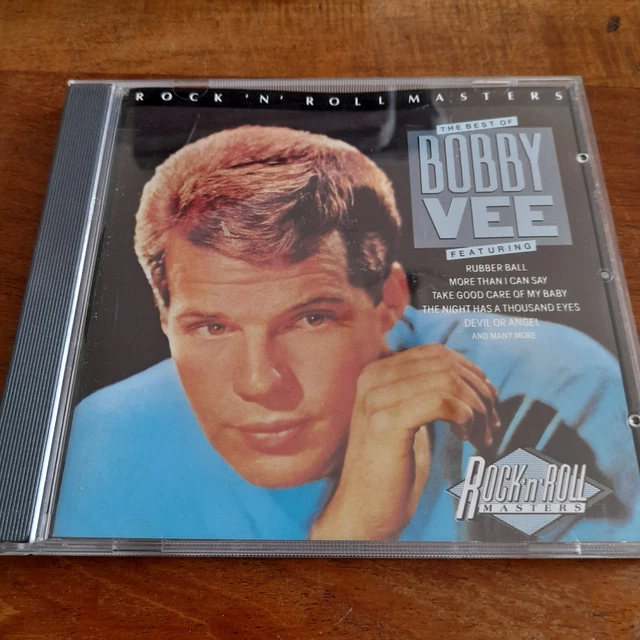 ROCK 'N' ROLL MASTERS
THE BEST OF
BOBBY
VEE
FEATURING
RUBBER BALL
MORE THAN I CAN SAY
TAKE GOOD CARE OF MY BABY
THE NIGHT HAS A THOUSAND EYES
DEVIL OR ANGEL
AND MANY MORE
ROCK'n'ROLL
MASTERS